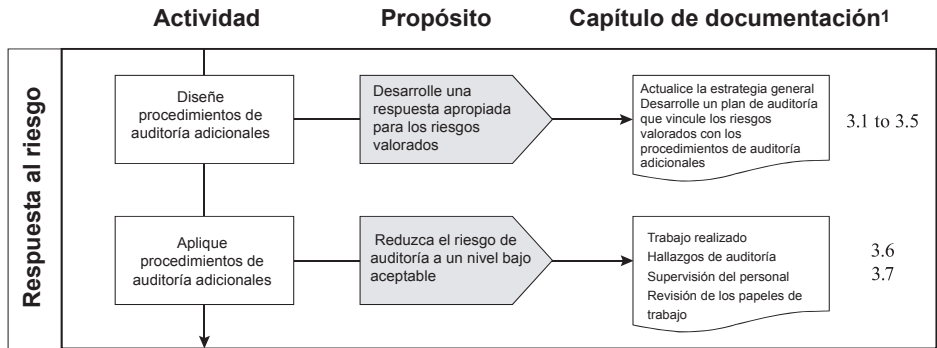 Actividad
Propósito
Capítulo de documentación1
Respuesta al riesgo
Diseñe
procedimientos de
auditoría adicionales
Desarrolle una
respuesta apropiada
para los riesgos
valorados
Actualice la estrategia general
Desarrolle un plan de auditoría
que vincule los riesgos
valorados con los
procedimientos de auditoría
adicionales
3.1 to 3.5
Aplique
procedimientos de
auditoría adicionales
Reduzca el riesgo de
auditoría a un nivel bajo
aceptable
Trabajo realizado
Hallazgos de auditoría
Supervisión del personal
Revisión de los papeles de
trabajo
3.6
3.7